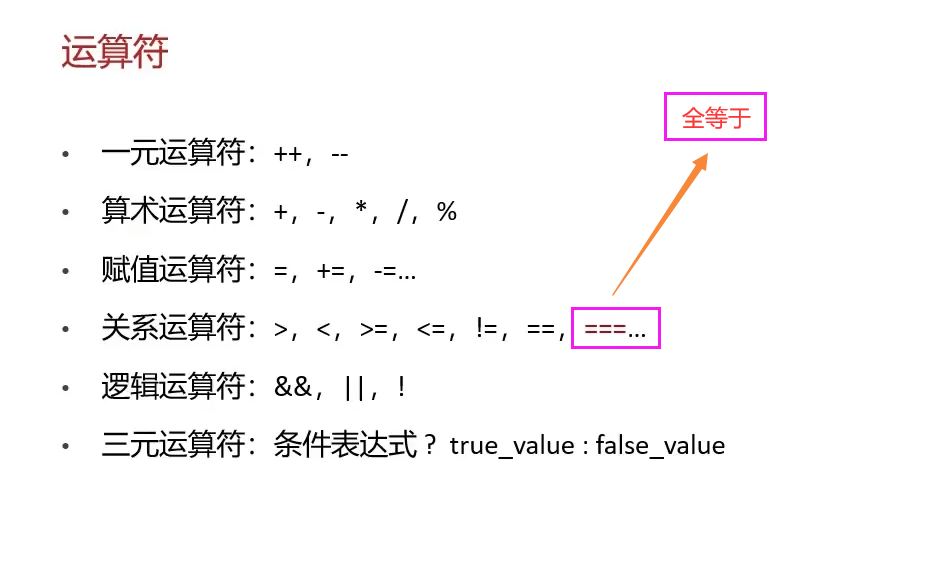 运算符
全等于
• 一元运算符：++，--
• 算术运算符：+，-，*，/，%
• 赋值运算符：=，+=，-=...
• 关系运算符：>，<，>=，<=，!=，==，===...
• 逻辑运算符：&&，||，!
• 三元运算符：条件表达式？true_value : false_value